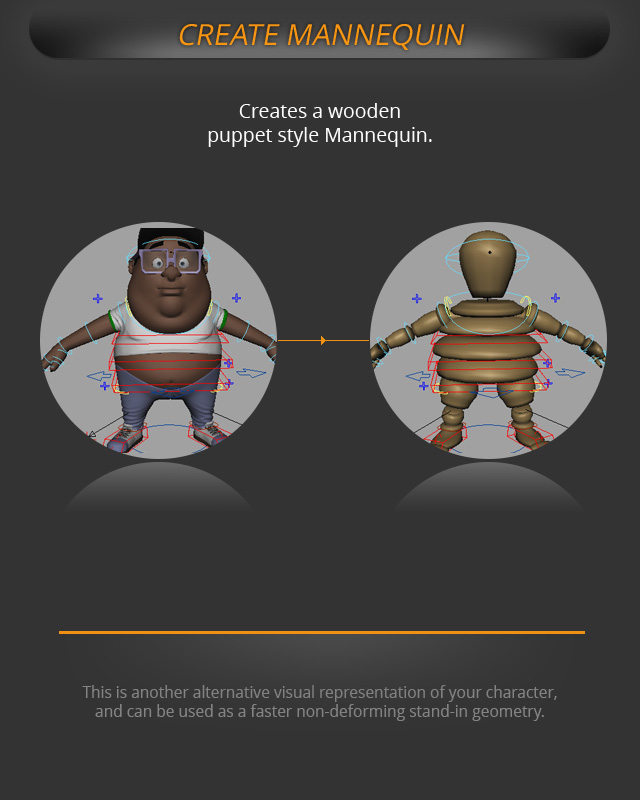 CREATE MANNEQUIN
Creates a wooden
puppet style Mannequin.
This is another alternative visual representation of your character,
and can be used as a faster non-deforming stand-in geometry.